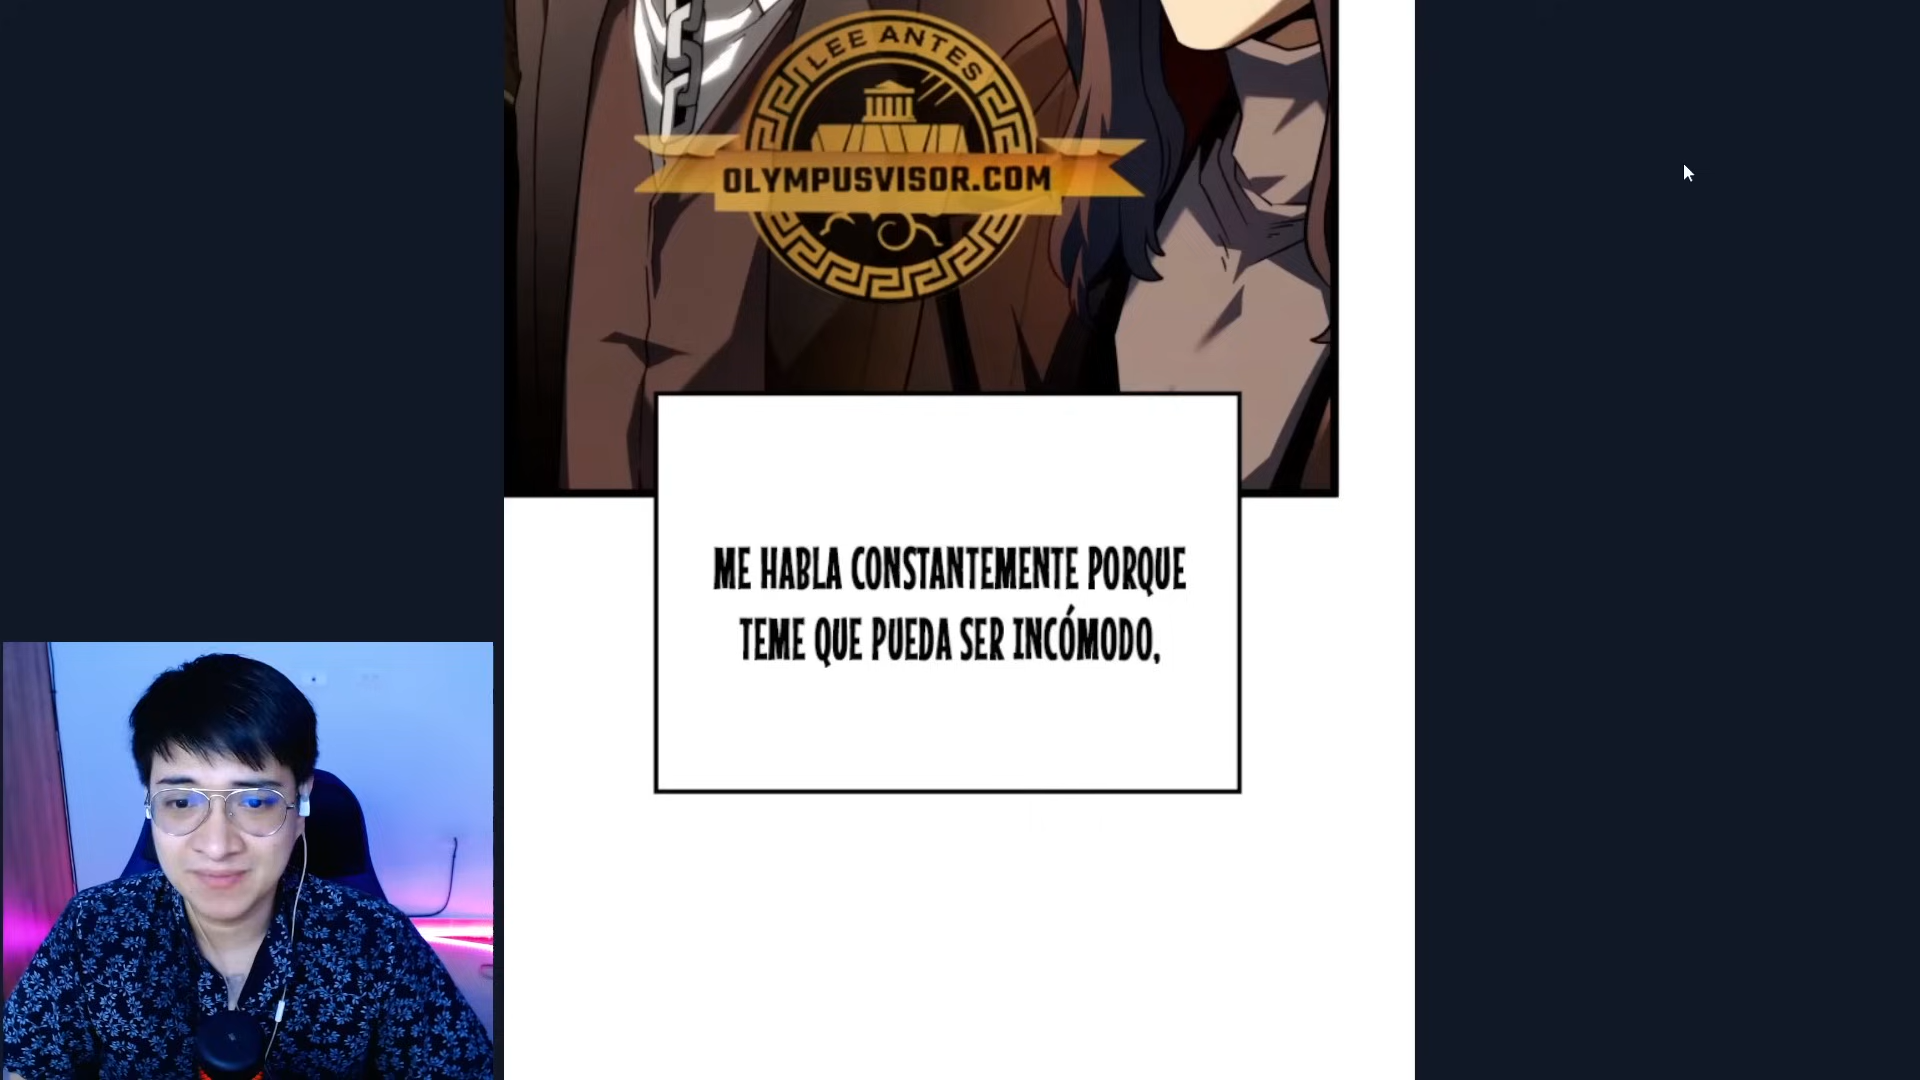 LEE ANTES
OLYMPUSVISOR.COM
ME HABLA CONSTANTEMENTE PORQUE
TEME QUE PUEDA SER INCÓMODO,